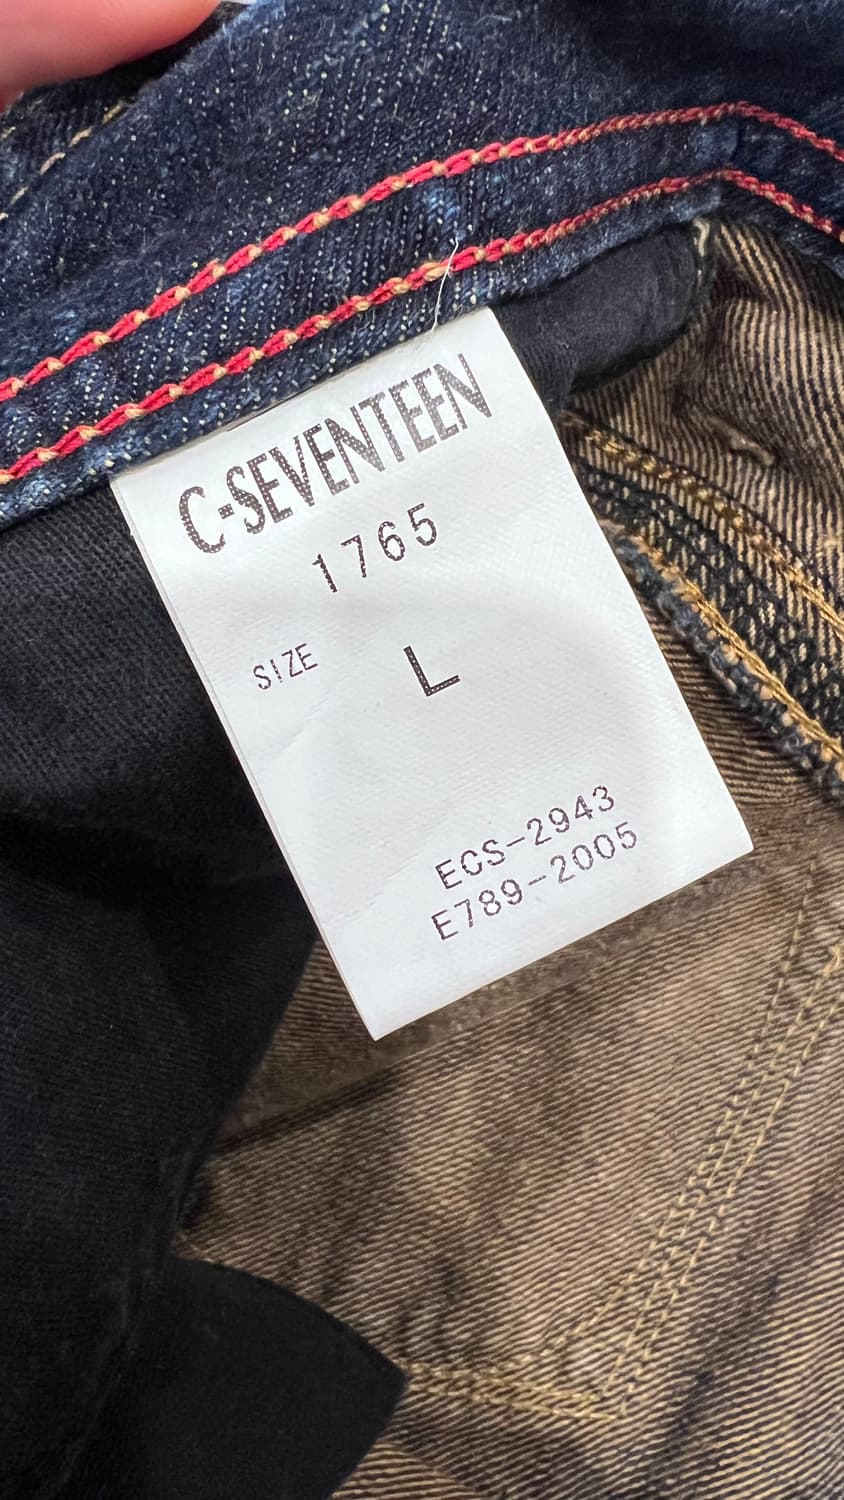 C-SEVENTEEN
1765
SIZE L
ECS-2943
E789-2005